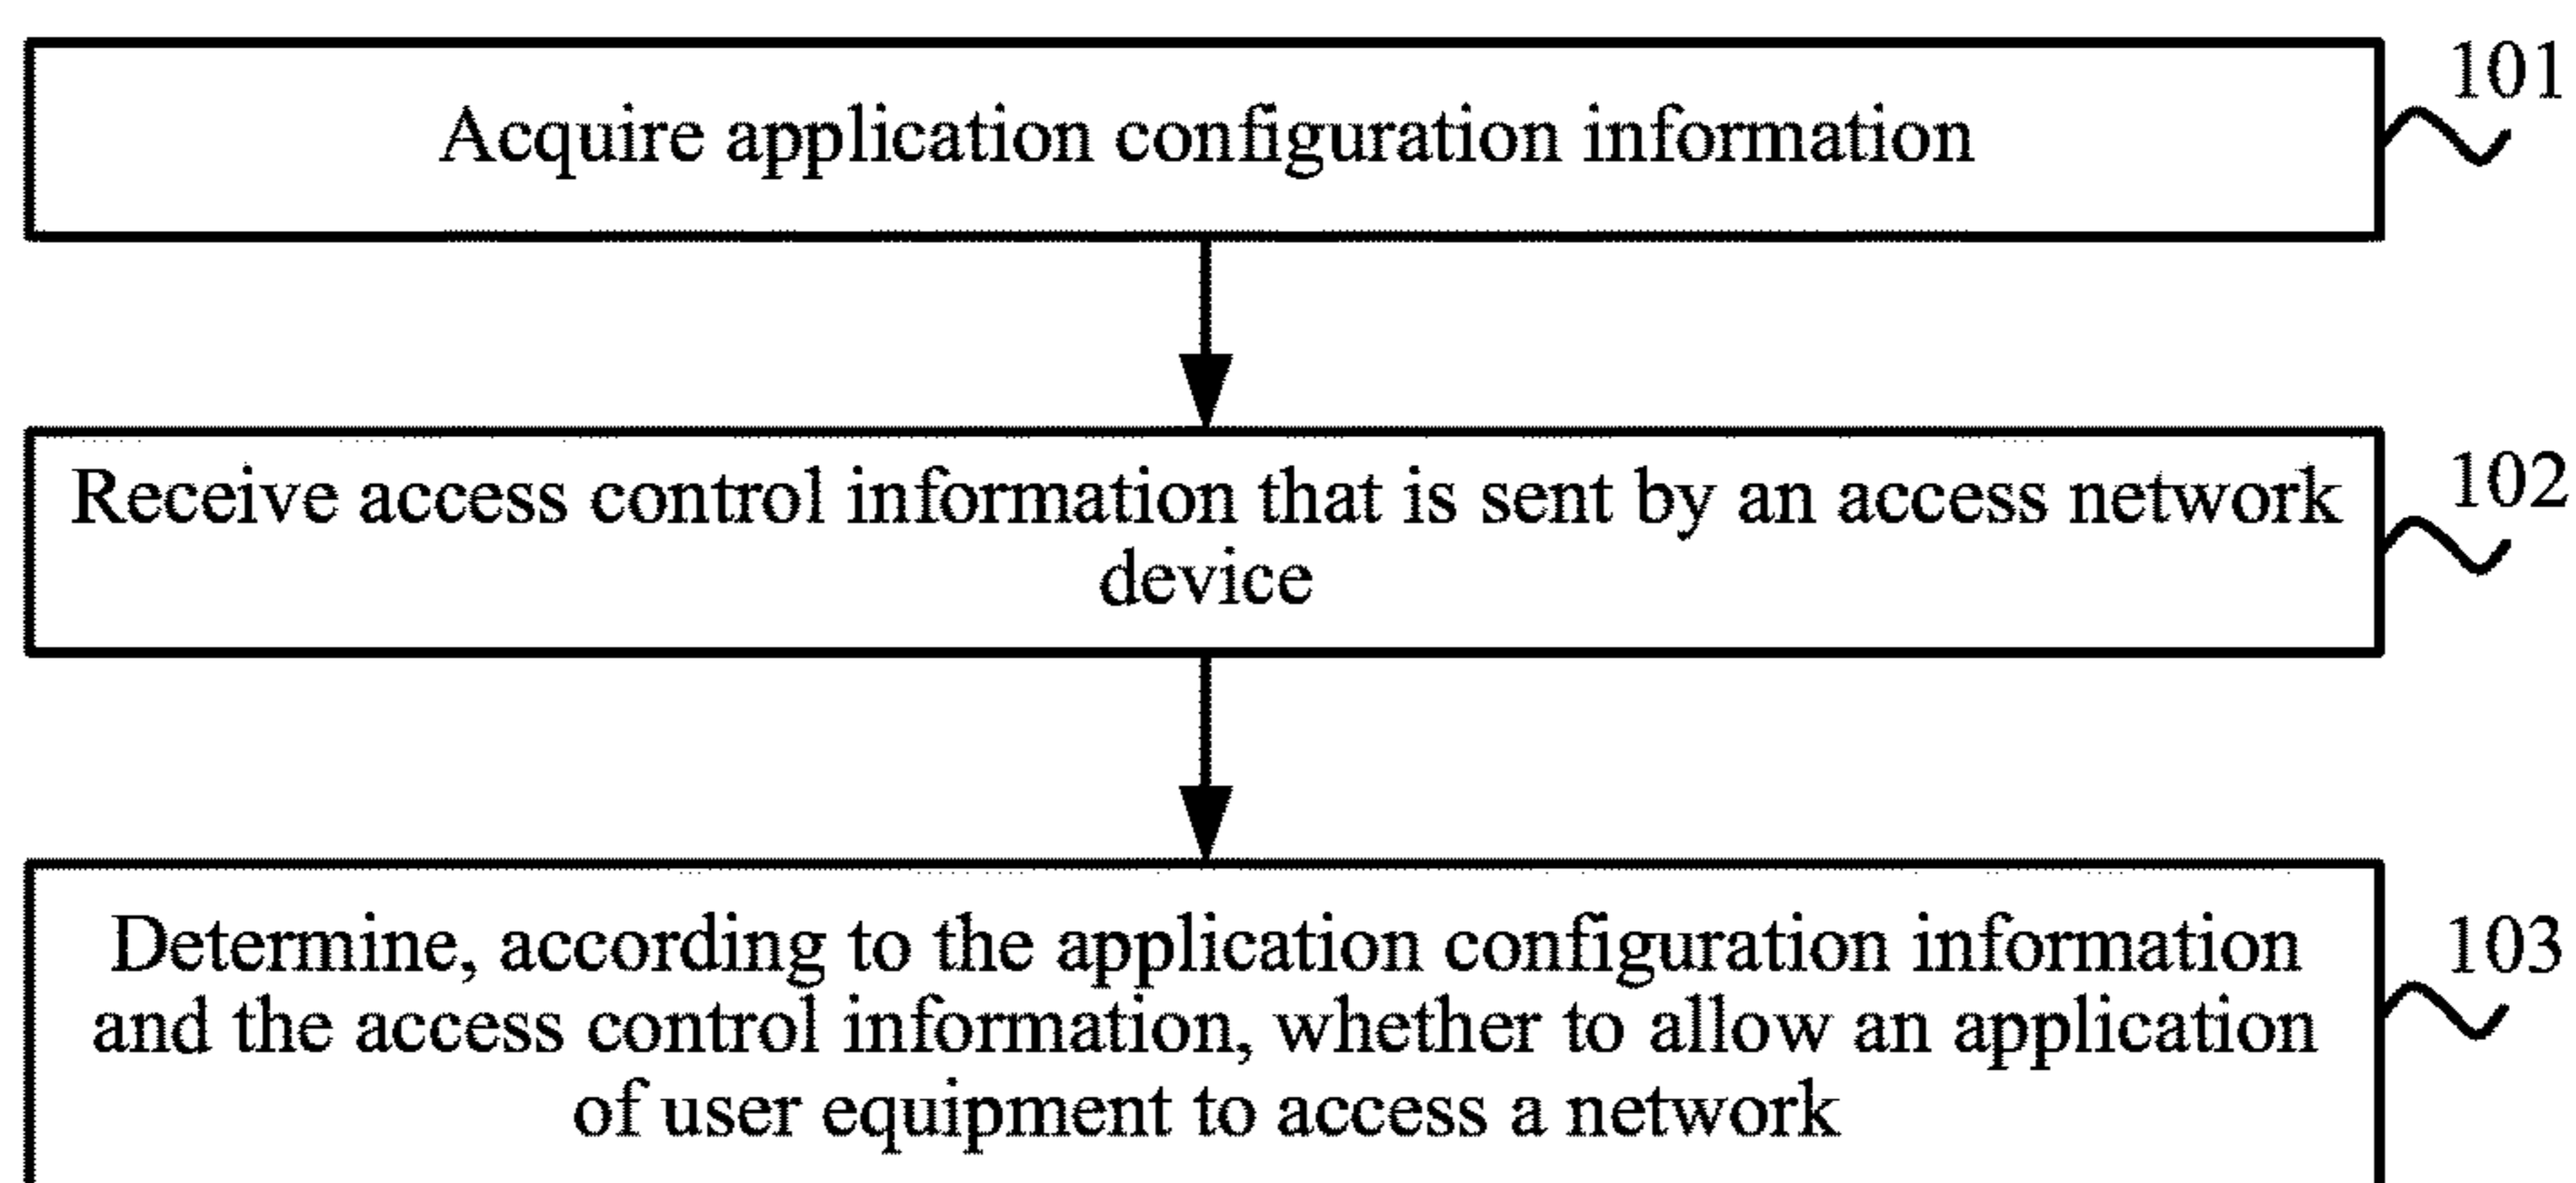 Acquire application configuration information
101
Receive access control information that is sent by an access network
device
102
Determine, according to the application configuration information
and the access control information, whether to allow an application
of user equipment to access a network
103